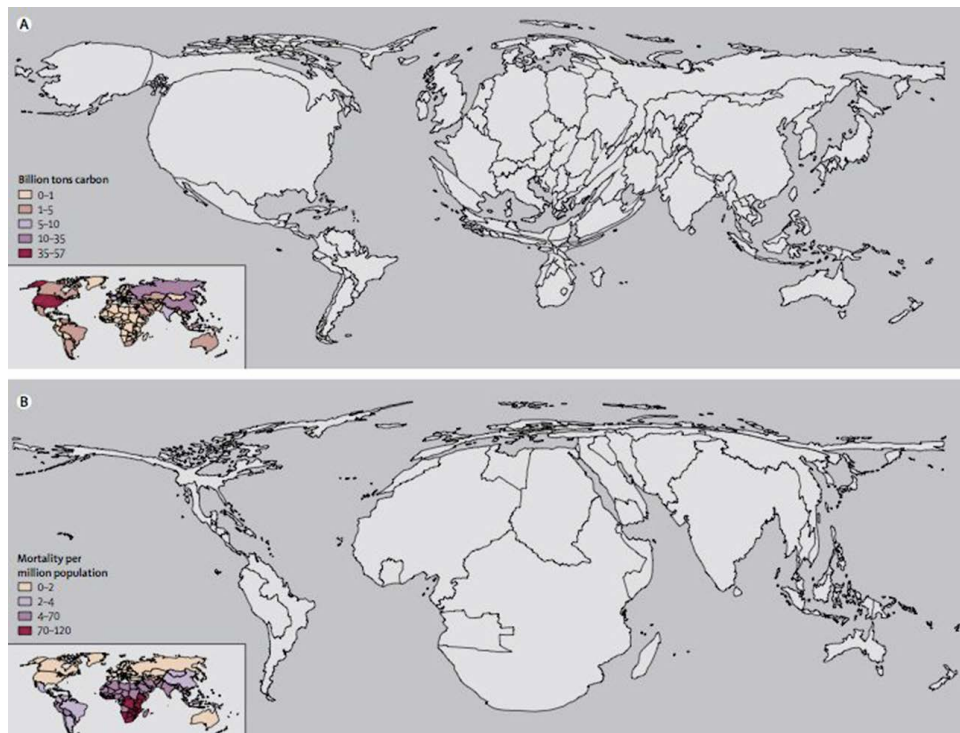 A
Billion tons carbon
0–1
1–5
5–10
10–35
35–57
B
Mortality per
million population
0–2
2–4
4–70
70–120